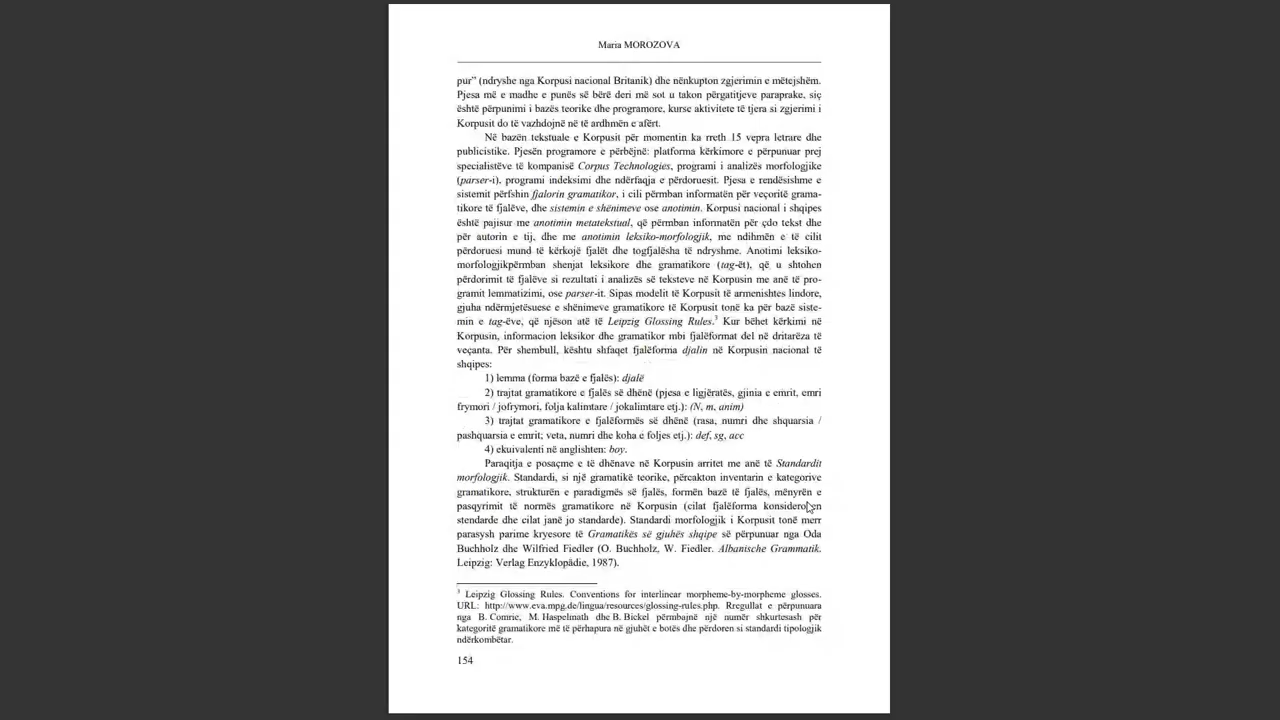 Maria MOROZOVA
pur" (ndryshe nga Korpusi nacional Britanik) dhe nënkupton zgjerimin e mëtejshëm.
Pjesa më e madhe e punës së bërë deri më sot u takon përgatitjeve paraprake, siç
është përpunimi i bazës teorike dhe programore, kurse aktivitete të tjera si zgjerimi i
Korpusit do të vazhdojnë në të ardhmën e afërt.
Në bazën tekstuale e Korpusit për momentin ka rreth 15 vepra letrare dhe
publicistike. Pjesën programore e përbëjnë: platforma kërkimore e përpunuar prej
specialistëve të kompanisë Corpus Technologies, programi i analizës morfologjike
(parser-i), programi indeksimi dhe ndërfaqja e përdoruesit. Pjesa e rendësishme e
sistemit përfshin fjalorin gramatikor, i cili përmban informatën për veçoritë grama-
tikore të fjalëve, dhe sistemin e shënimeve ose anotimin. Korpusi nacional i shqipes
është pajisur me anotimin metatekstual, që përmban informatën për çdo tekst dhe
për autorin e tij, dhe me anotimin leksiko-morfologjik, me ndihmën e të cilit
përdoruesi mund të kërkojë fjalët dhe togfjalësha të ndryshme. Anotimi leksiko-
morfologjikpërmban shenjat leksikore dhe gramatikore (tag-ët), që u shtohen
përdorimit të fjalëve si rezultati i analizës së teksteve në Korpusin me anë të pro-
gramit lemmatizimi, ose parser-it. Sipas modelit të Korpusit të armenishtes lindore,
gjuha ndërmjetësuese e shënimeve gramatikore të Korpusit tonë ka për bazë siste-
min e tag-ëve, që njëson atë të Leipzig Glossing Rules.³ Kur bëhet kërkimi në
Korpusin, informacion leksikor dhe gramatikor mbi fjalëformat del në dritarëza të
veçanta. Për shembull, kështu shfaqet fjalëforma djalin në Korpusin nacional të
shqipes:
1) lemma (forma bazë e fjalës): djalë
2) trajtat gramatikore e fjalës së dhënë (pjesa e ligjëratës, gjinia e emrit, emri
frymori / jofrymori, folja kalimtare / jokalimtare etj.): (N, m, anim)
3) trajtat gramatikore e fjalëformës së dhënë (rasa, numri dhe shquarsia /
pashquarsia e emrit; veta, numri dhe koha e foljes etj.): def, sg, acc
4) ekuivalenti në anglishten: boy.
Paraqitja e posaçme e të dhënave në Korpusin arritet me anë të Standardit
morfologjik. Standardi, si një gramatikë teorike, përcakton inventarin e kategorive
gramatikore, strukturën e paradigmës së fjalës, formën bazë të fjalës, mënyrën e
pasqyrimit të normës gramatikore në Korpusin (cilat fjalëforma konsiderohen
stendarde dhe cilat janë jo standarde). Standardi morfologjik i Korpusit tonë merr
parasysh parime kryesore të Gramatikës së gjuhës shqipe së përpunuar nga Oda
Buchholz dhe Wilfried Fiedler (O. Buchholz, W. Fiedler. Albanische Grammatik.
Leipzig: Verlag Enzyklopädie, 1987).
³ Leipzig Glossing Rules. Conventions for interlinear morpheme-by-morpheme glosses.
URL: http://www.eva.mpg.de/lingua/resources/glossing-rules.php. Rregullat e përpunuara
nga B. Comrie, M. Haspelmath dhe B. Bickel përmbajnë një numër shkurtesash për
kategoritë gramatikore më të përhapura në gjuhët e botës dhe përdoren si standardi tipologjik
ndërkombëtar.
154